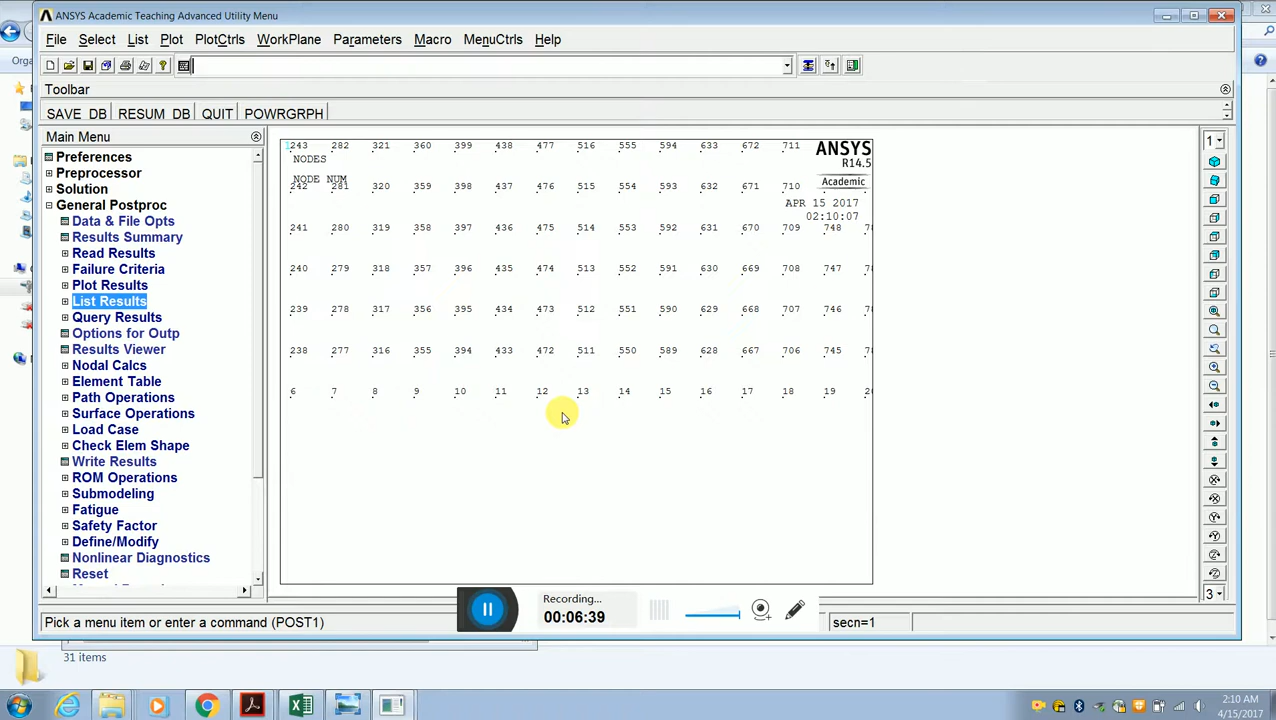 ANSYS Academic Teaching Advanced Utility Menu
File Select List Plot PlotCtrls WorkPlane Parameters Macro MenuCtrls Help
Toolbar
SAVE_DB RESUM_DB QUIT POWRGRPH
Main Menu
Preferences
Preprocessor
Solution
General Postproc
Data & File Opts
Results Summary
Read Results
Failure Criteria
Plot Results
List Results
Query Results
Options for Outp
Results Viewer
Nodal Calcs
Element Table
Path Operations
Surface Operations
Load Case
Check Elem Shape
Write Results
ROM Operations
Submodeling
Fatigue
Safety Factor
Define/Modify
Nonlinear Diagnostics
Reset
1
243 282 321 360 399 438 477 516 555 594 633 672 711
NODES
NODE NUM
242 281 320 359 398 437 476 515 554 593 632 671 710
241 280 319 358 397 436 475 514 553 592 631 670 709 748
240 279 318 357 396 435 474 513 552 591 630 669 708 747
239 278 317 356 395 434 473 512 551 590 629 668 707 746
238 277 316 355 394 433 472 511 550 589 628 667 706 745
6 7 8 9 10 11 12 13 14 15 16 17 18 19
ANSYS
R14.5
Academic
APR 15 2017
02:10:07
1
3
Recording...
00:06:39
Pick a menu item or enter a command (POST1)
secn=1
31 items
2:10 AM
4/15/2017